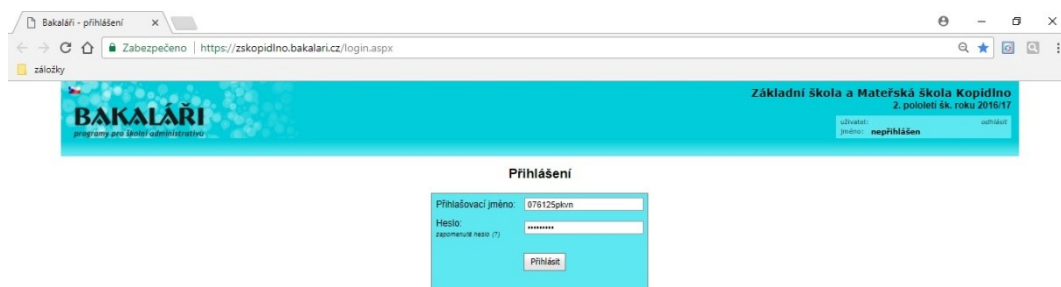 Bakaláři - přihlášení
Zabezpečeno | https://zskopidlno.bakalari.cz/login.aspx
záložky
BAKALÁŘI
programy pro školní administrativu
Základní škola a Mateřská škola Kopidlno
2. pololetí šk. roku 2016/17
uživatel: odhlásit
jméno: nepřihlášen
Přihlášení
Přihlašovací jméno: 076125pkvn
Heslo: •••••••••
zapomenuté heslo (?)
Přihlásit